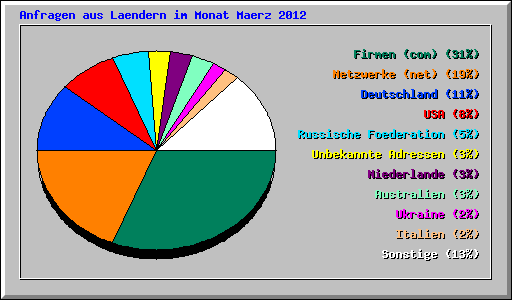 Anfragen aus Laendern im Monat Maerz 2012
Firmen (com) (31%)
Netzwerke (net) (19%)
Deutschland (11%)
USA (8%)
Russische Foederation (5%)
Unbekannte Adressen (3%)
Niederlande (3%)
Australien (3%)
Ukraine (2%)
Italien (2%)
Sonstige (13%)